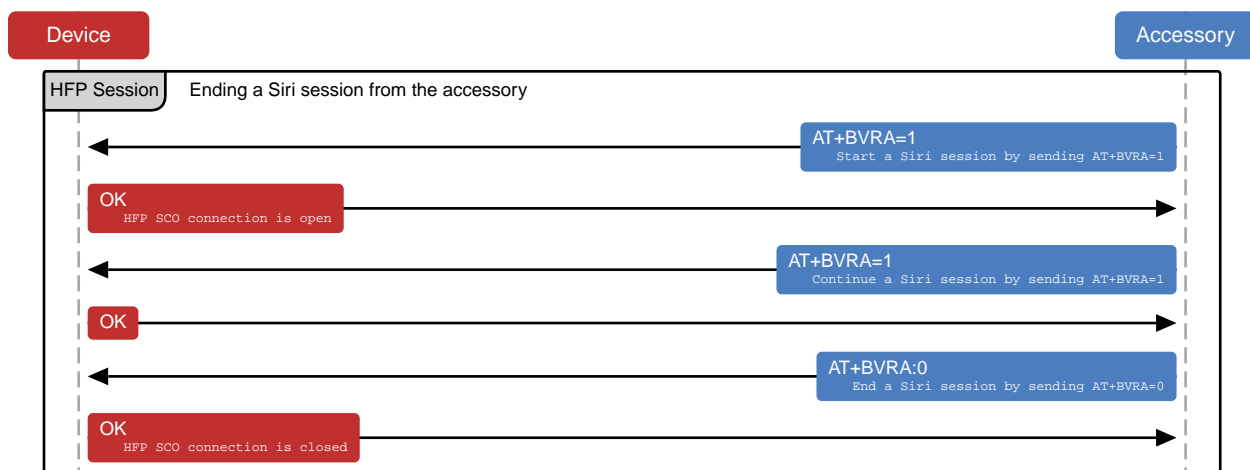 Device
Accessory
HFP Session
Ending a Siri session from the accessory
AT+BVRA=1
Start a Siri session by sending AT+BVRA=1
OK
HFP SCO connection is open
AT+BVRA=1
Continue a Siri session by sending AT+BVRA=1
OK
AT+BVRA:0
End a Siri session by sending AT+BVRA=0
OK
HFP SCO connection is closed